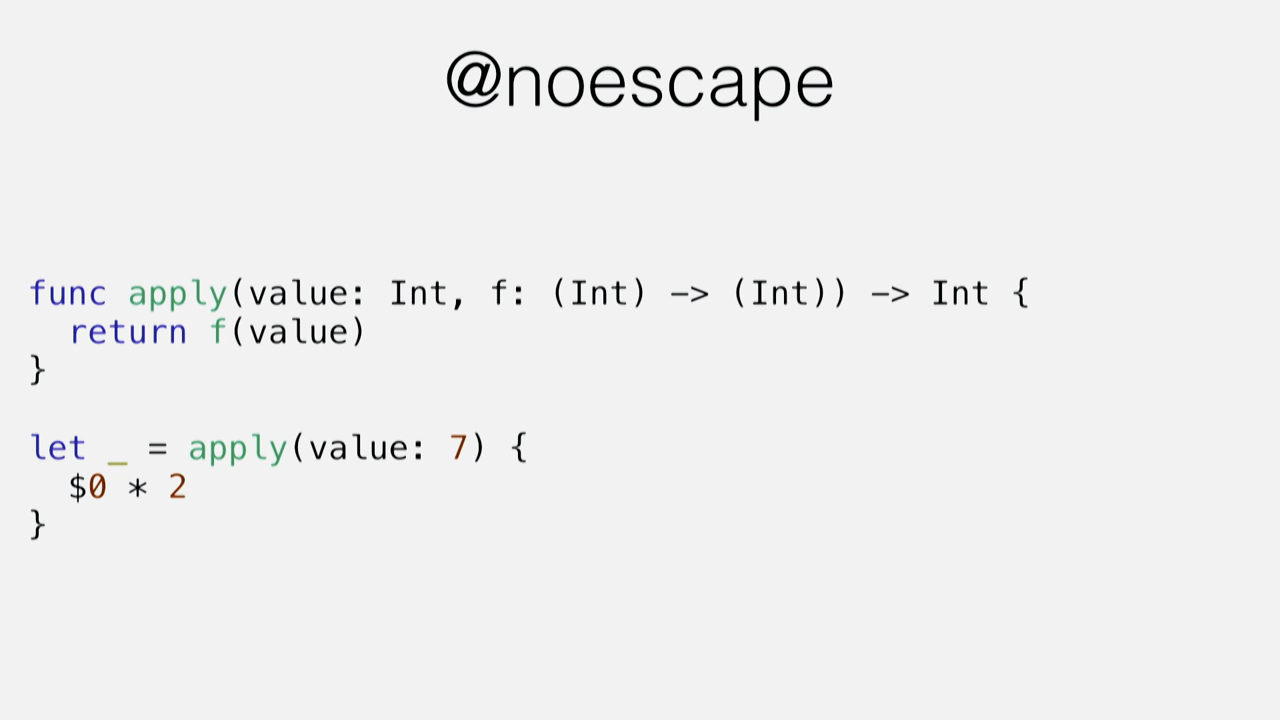 @noescape
func apply(value: Int, f: (Int) -> (Int)) -> Int {
  return f(value)
}
let _ = apply(value: 7) {
  $0 * 2
}